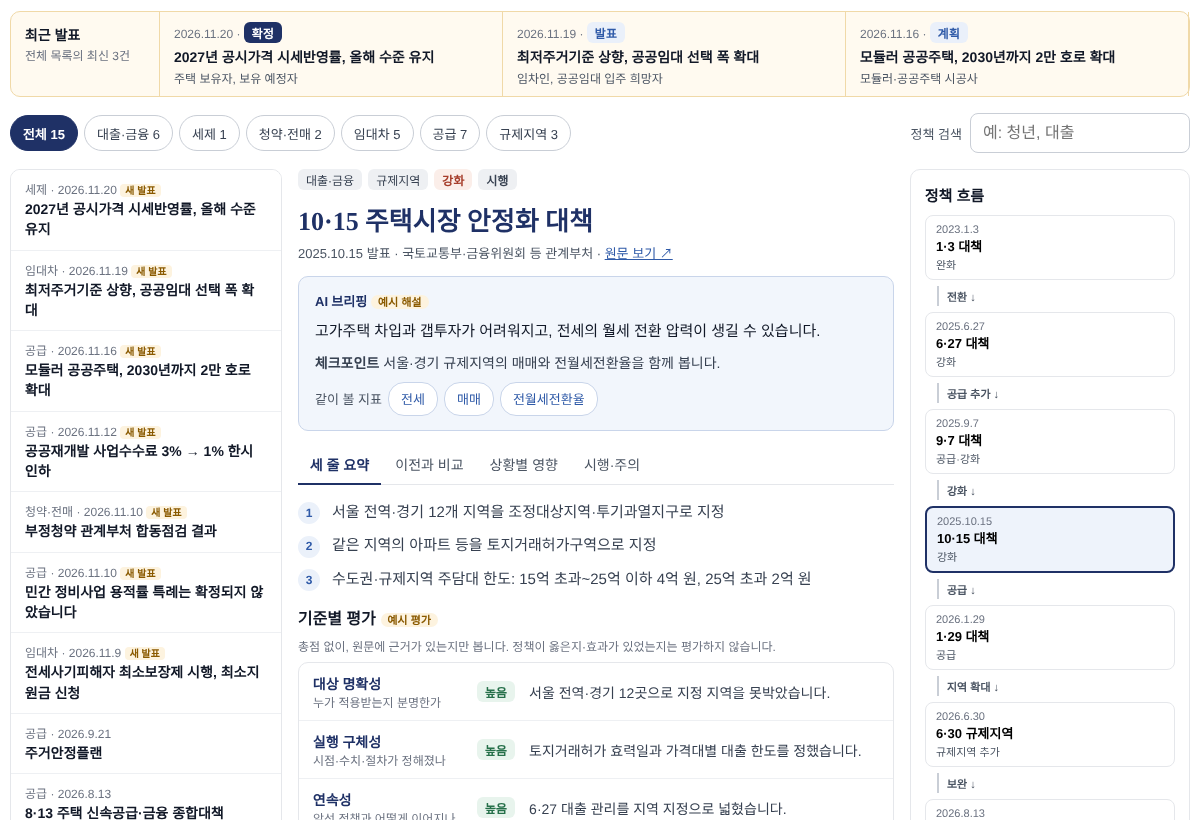 최근 발표
전체 목록의 최신 3건
2026.11.20 · 확정
2027년 공시가격 시세반영률, 올해 수준 유지
주택 보유자, 보유 예정자
2026.11.19 · 발표
최저주거기준 상향, 공공임대 선택 폭 확대
임차인, 공공임대 입주 희망자
2026.11.16 · 계획
모듈러 공공주택, 2030년까지 2만 호로 확대
모듈러·공공주택 시공사
전체 15
대출·금융 6
세제 1
청약·전매 2
임대차 5
공급 7
규제지역 3
정책 검색
예: 청년, 대출
세제 · 2026.11.20 새 발표
2027년 공시가격 시세반영률, 올해 수준
유지
임대차 · 2026.11.19 새 발표
최저주거기준 상향, 공공임대 선택 폭 확
대
공급 · 2026.11.16 새 발표
모듈러 공공주택, 2030년까지 2만 호로
확대
공급 · 2026.11.12 새 발표
공공재개발 사업수수료 3% → 1% 한시
인하
청약·전매 · 2026.11.10 새 발표
부정청약 관계부처 합동점검 결과
공급 · 2026.11.10 새 발표
민간 정비사업 용적률 특례는 확정되지 않
았습니다
임대차 · 2026.11.9 새 발표
전세사기피해자 최소보장제 시행, 최소지
원금 신청
공급 · 2026.9.21
주거안정플랜
공급 · 2026.8.13
8·13 주택 신속공급·금융 종합대책
대출·금융
규제지역
강화
시행
10·15 주택시장 안정화 대책
2025.10.15 발표 · 국토교통부·금융위원회 등 관계부처 · 원문 보기 ↗
AI 브리핑 예시 해설
고가주택 차입과 갭투자가 어려워지고, 전세의 월세 전환 압력이 생길 수 있습니다.
체크포인트 서울·경기 규제지역의 매매와 전월세전환율을 함께 봅니다.
같이 볼 지표 전세 매매 전월세전환율
세 줄 요약
이전과 비교
상황별 영향
시행·주의
1 서울 전역·경기 12개 지역을 조정대상지역·투기과열지구로 지정
2 같은 지역의 아파트 등을 토지거래허가구역으로 지정
3 수도권·규제지역 주담대 한도: 15억 초과~25억 이하 4억 원, 25억 초과 2억 원
기준별 평가 예시 평가
총점 없이, 원문에 근거가 있는지만 봅니다. 정책이 옳은지·효과가 있었는지는 평가하지 않습니다.
대상 명확성
누가 적용받는지 분명한가
높음
서울 전역·경기 12곳으로 지정 지역을 못박았습니다.
실행 구체성
시점·수치·절차가 정해졌나
높음
토지거래허가 효력일과 가격대별 대출 한도를 정했습니다.
연속성
앞선 정책과 어떻게 이어지나
높음
6·27 대출 관리를 지역 지정으로 넓혔습니다.
정책 흐름
2023.1.3
1·3 대책
완화
전환 ↓
2025.6.27
6·27 대책
강화
공급 추가 ↓
2025.9.7
9·7 대책
공급·강화
강화 ↓
2025.10.15
10·15 대책
강화
공급 ↓
2026.1.29
1·29 대책
공급
지역 확대 ↓
2026.6.30
6·30 규제지역
규제지역 추가
보완 ↓
2026.8.13